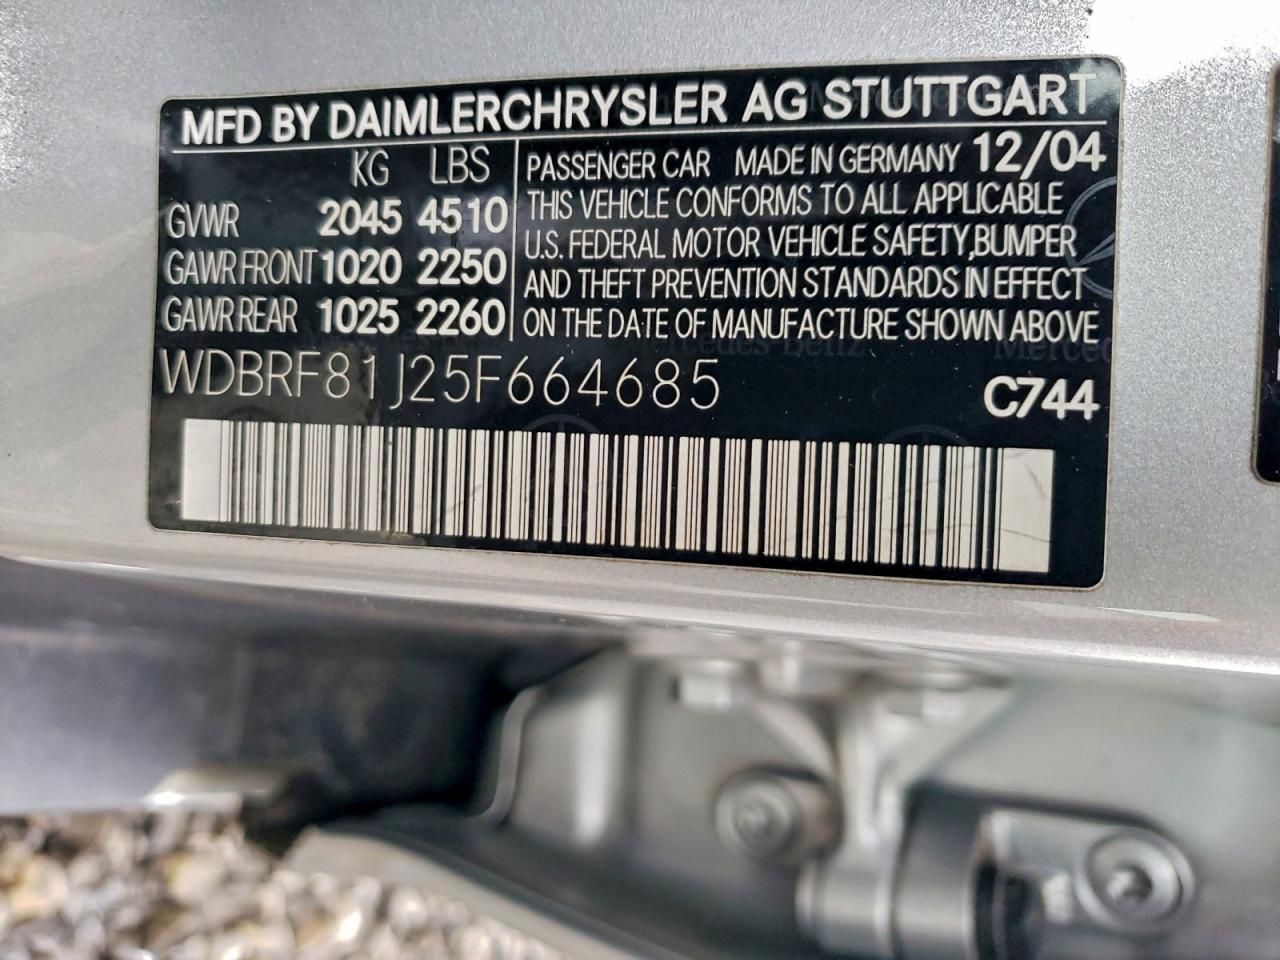 MFD BY DAIMLERCHRYSLER AG STUTTGART
KG LBS
GVWR 2045 4510
GAWR FRONT 1020 2250
GAWR REAR 1025 2260
PASSENGER CAR MADE IN GERMANY 12/04
THIS VEHICLE CONFORMS TO ALL APPLICABLE
U.S. FEDERAL MOTOR VEHICLE SAFETY, BUMPER
AND THEFT PREVENTION STANDARDS IN EFFECT
ON THE DATE OF MANUFACTURE SHOWN ABOVE
WDBRF81J25F664685
C744